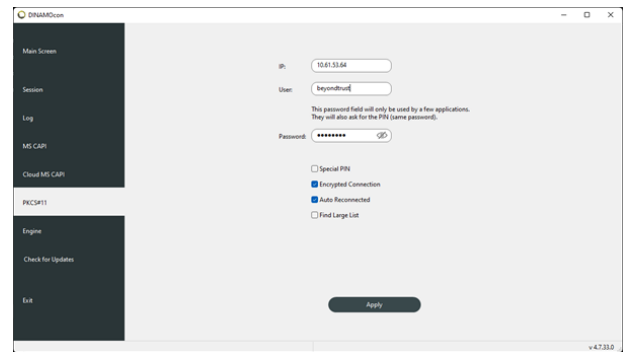 DINAMOcon
Main Screen
Session
Log
MS CAPI
Cloud MS CAPI
PKCS#11
Engine
Check for Updates
Exit
IP: 10.61.53.64
User: beyondtrust
This password field will only be used by a few applications.
They will also ask for the PIN (same password).
Password: ••••••••
Special PIN
Encrypted Connection
Auto Reconnected
Find Large List
Apply
v 4.7.33.0